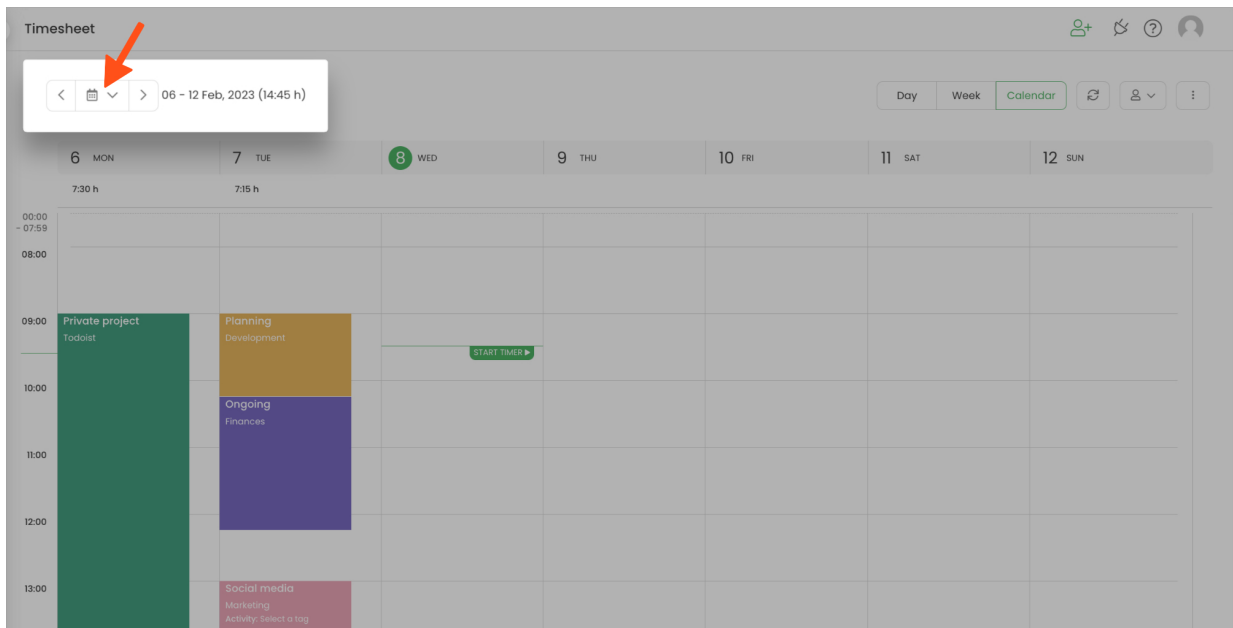 Timesheet
06 - 12 Feb, 2023 (14:45 h)
Day Week Calendar
6 MON 7 TUE 8 WED 9 THU 10 FRI 11 SAT 12 SUN
7:30 h 7:15 h
00:00
- 07:59
08:00
09:00 Private project Planning
Todoist Development
START TIMER
10:00
Ongoing
Finances
11:00
12:00
13:00 Social media
Marketing
Activity: Select a tag